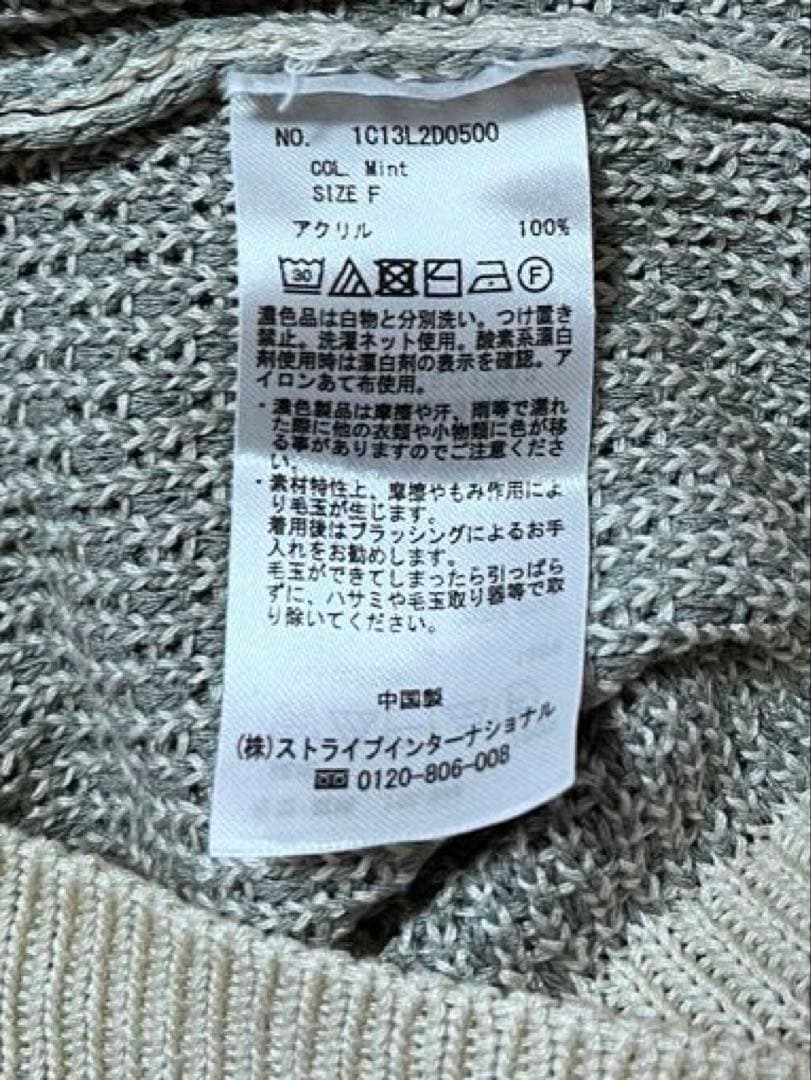 NO. 1C13L2D0500
COL. Mint
SIZE F
アクリル 100%
30 F
濃色品は白物と分別洗い。つけ置き
禁止。洗濯ネット使用。酸素系漂白
剤使用時は漂白剤の表示を確認。ア
イロンあて布使用。
・濃色製品は摩擦や汗、雨等で濡れ
た際に他の衣類や小物類に色が移
る事がありますのでご注意くださ
い。
・素材特性上、摩擦やもみ作用によ
り毛玉が生じます。
着用後はブラッシングによるお手
入れをお勧めします。
毛玉ができてしまったら引っぱら
ずに、ハサミや毛玉取り器等で取
り除いてください。
中国製
(株)ストライプインターナショナル
0120-806-008